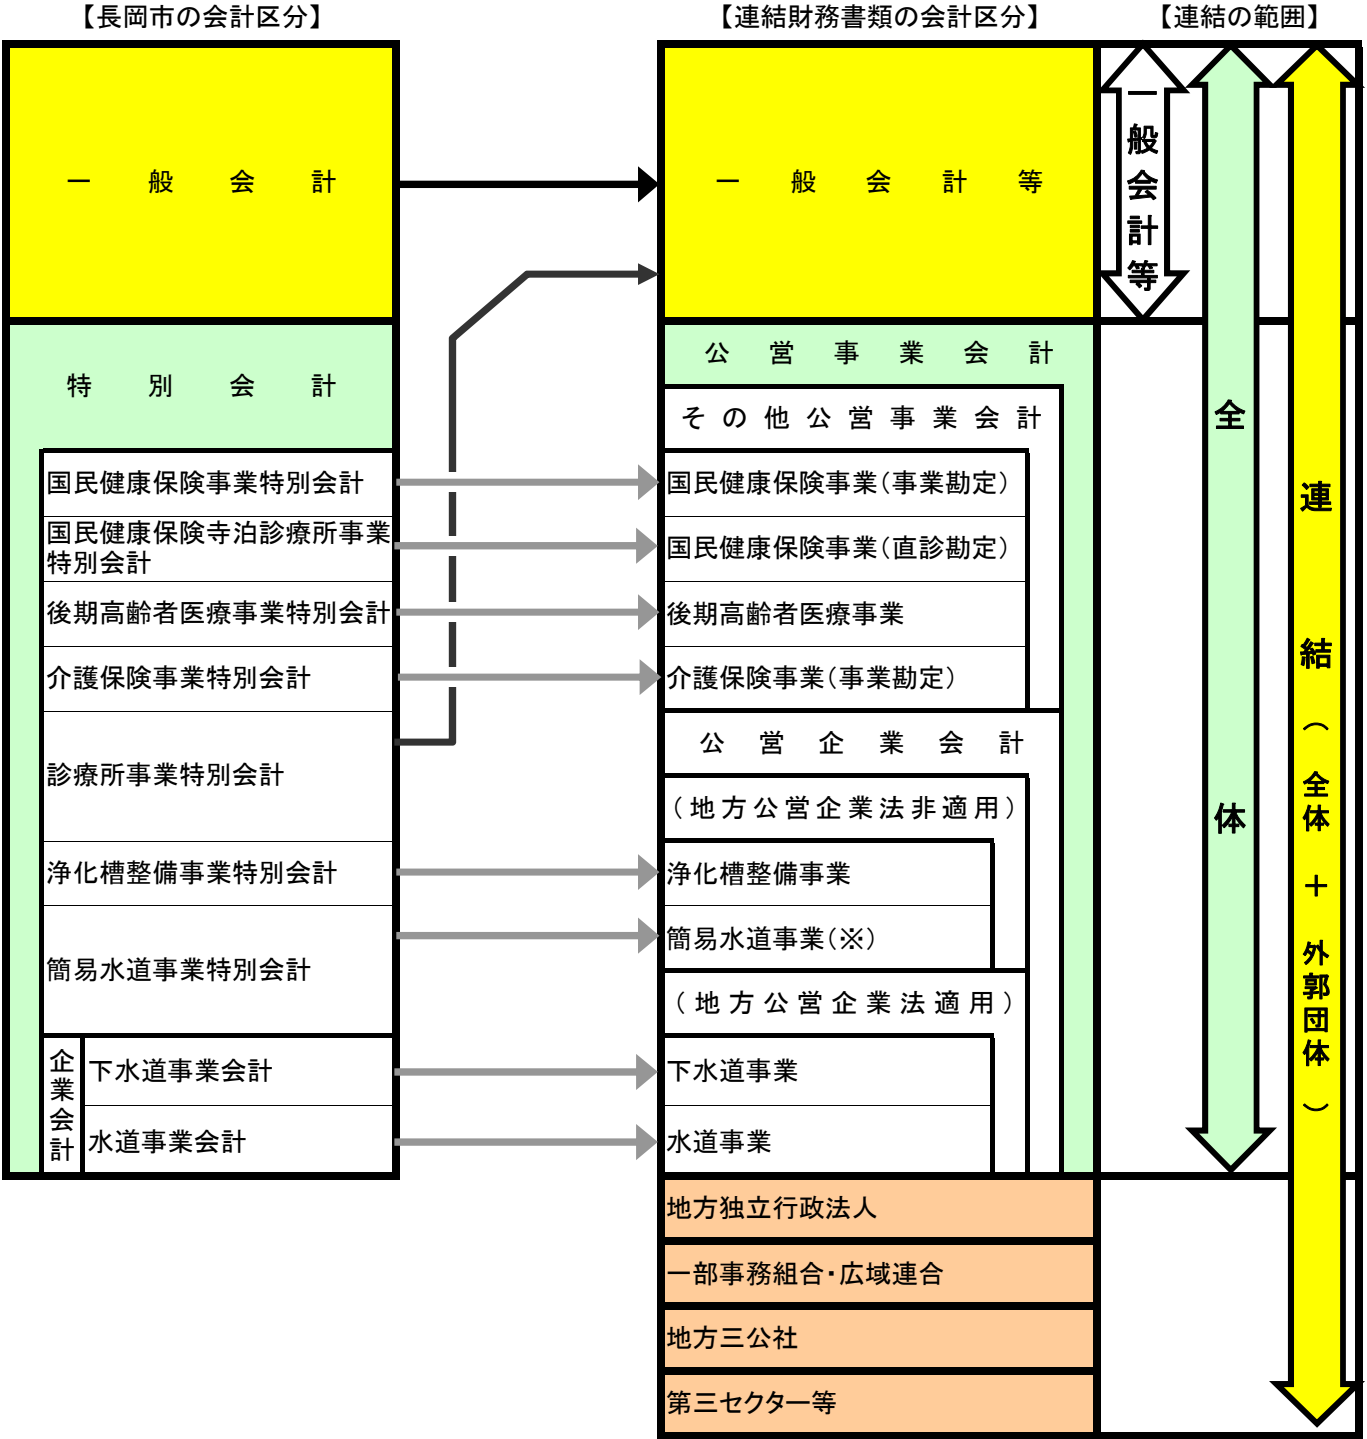 【長岡市の会計区分】
【連結財務書類の会計区分】
【連結の範囲】
一般会計
特別会計
国民健康保険事業特別会計
国民健康保険寺泊診療所事業
特別会計
後期高齢者医療事業特別会計
介護保険事業特別会計
診療所事業特別会計
浄化槽整備事業特別会計
簡易水道事業特別会計
企業会計
下水道事業会計
水道事業会計
一般会計等
公営事業会計
その他公営事業会計
国民健康保険事業（事業勘定）
国民健康保険事業（直診勘定）
後期高齢者医療事業
介護保険事業（事業勘定）
公営企業会計
（地方公営企業法非適用）
浄化槽整備事業
簡易水道事業（※）
（地方公営企業法適用）
下水道事業
水道事業
地方独立行政法人
一部事務組合・広域連合
地方三公社
第三セクター等
一般会計等
全体
連結（全体＋外郭団体）